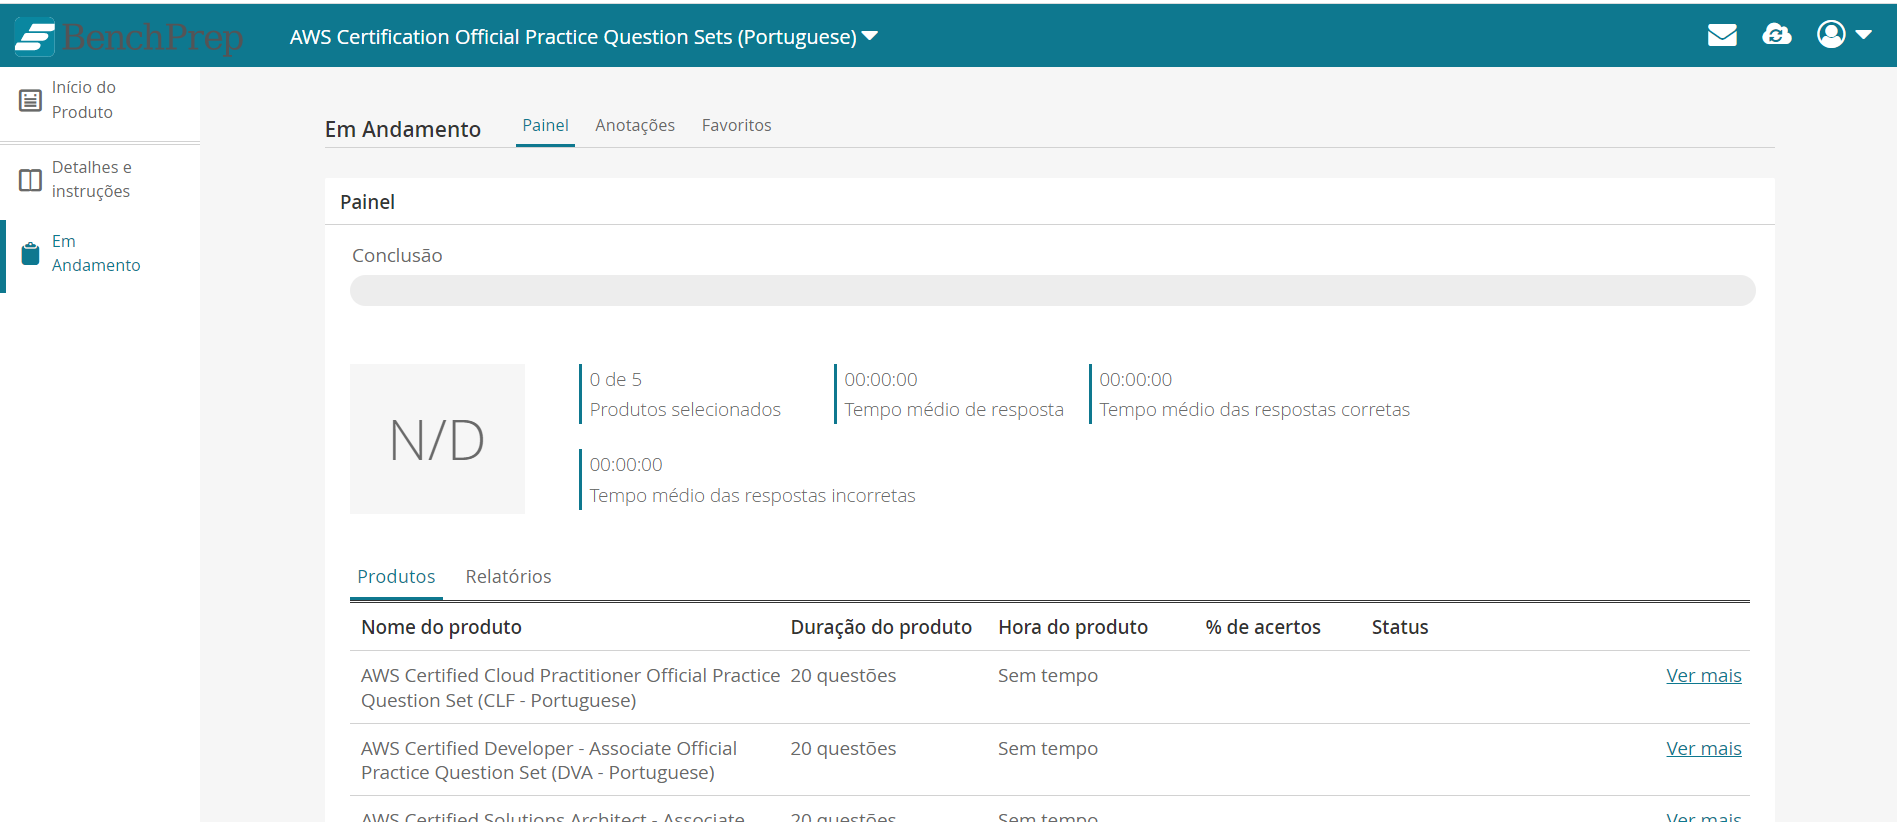 BenchPrep
AWS Certification Official Practice Question Sets (Portuguese)
Início do
Produto
Detalhes e
instruções
Em
Andamento
Em Andamento
Painel
Anotações
Favoritos
Painel
Conclusão
N/D
0 de 5
Produtos selecionados
00:00:00
Tempo médio de resposta
00:00:00
Tempo médio das respostas corretas
00:00:00
Tempo médio das respostas incorretas
Produtos
Relatórios
Nome do produto Duração do produto Hora do produto % de acertos Status
AWS Certified Cloud Practitioner Official Practice 20 questões Sem tempo Ver mais
Question Set (CLF - Portuguese)
AWS Certified Developer - Associate Official 20 questões Sem tempo Ver mais
Practice Question Set (DVA - Portuguese)
AWS Certified Solutions Architect - Associate 20 questões Sem tempo Ver mais